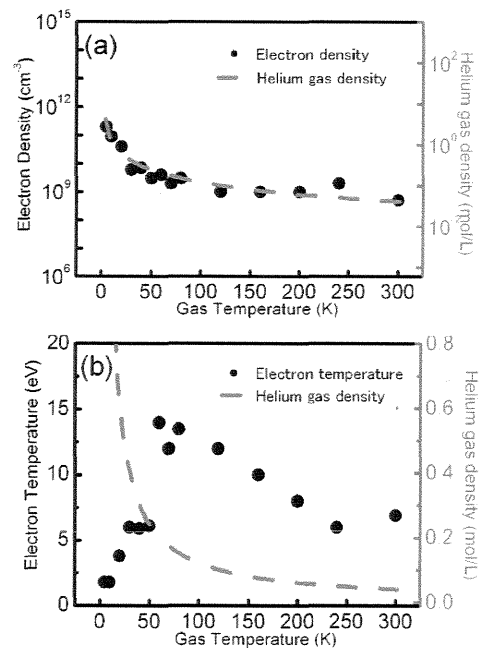 (a)
Electron density
Helium gas density
10^15
10^12
10^9
10^6
Electron Density (cm^-3)
10^2
10^0
10^-2
Helium gas density (mol/L)
0 50 100 150 200 250 300
Gas Temperature (K)
(b)
Electron temperature
Helium gas density
20
15
10
5
0
Electron Temperature (eV)
0 8
0 6
0 4
0 2
0 0
Helium gas density (mol/L)
0 50 100 150 200 250 300
Gas Temperature (K)